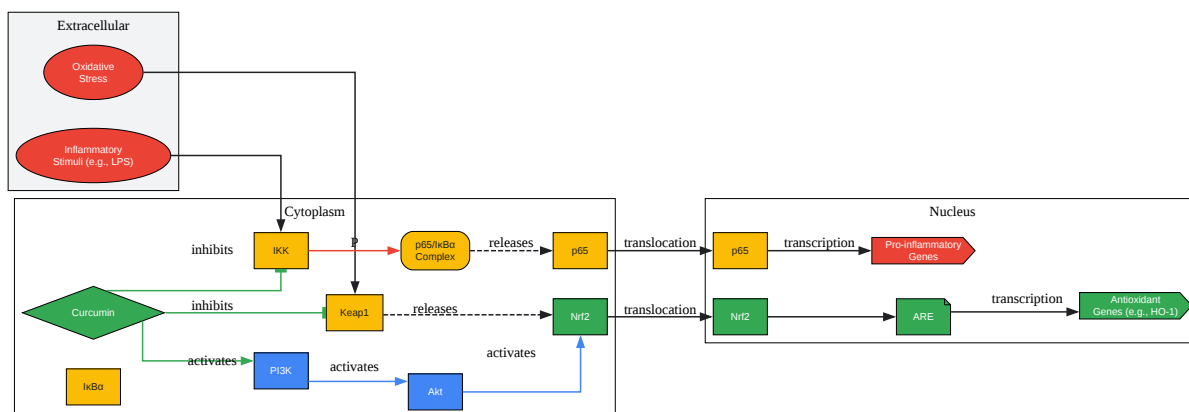 Extracellular
Oxidative
Stress
Inflammatory
Stimuli (e.g., LPS)
Cytoplasm
Nucleus
inhibits
IKK
P
p65/IκBα
Complex
releases
p65
translocation
p65
transcription
Pro-inflammatory
Genes
Curcumin
inhibits
Keap1
releases
Nrf2
translocation
Nrf2
ARE
transcription
Antioxidant
Genes (e.g., HO-1)
activates
PI3K
activates
Akt
activates
IκBα